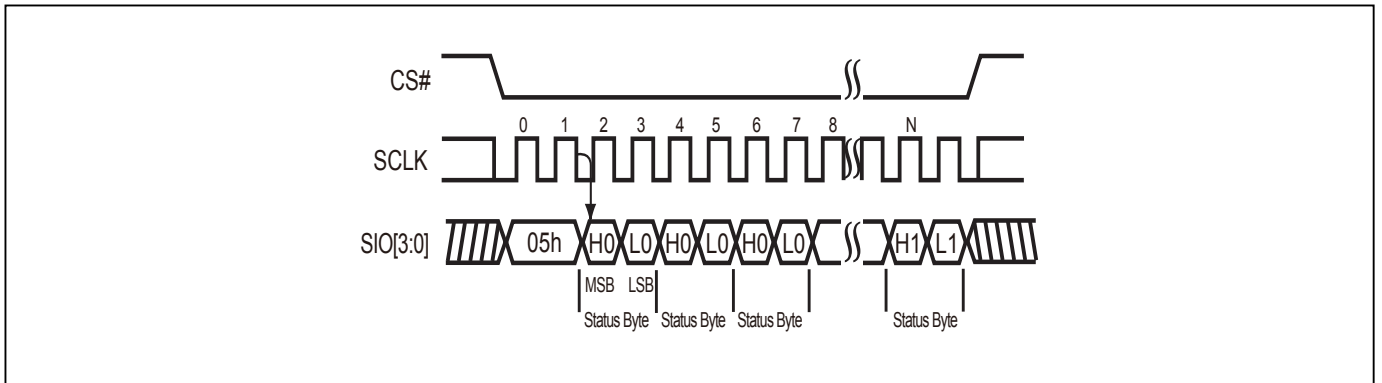 CS#
0 1 2 3 4 5 6 7 8 N
SCLK
SIO[3:0] 05h H0 L0 H0 L0 H0 L0 H1 L1
MSB LSB
Status Byte Status Byte Status Byte Status Byte